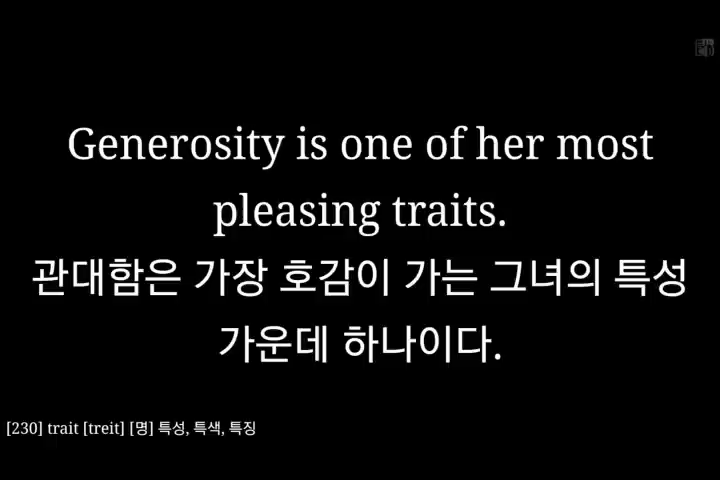 Generosity is one of her most
pleasing traits.
관대함은 가장 호감이 가는 그녀의 특성
가운데 하나이다.
[230] trait [treit] [명] 특성, 특색, 특징